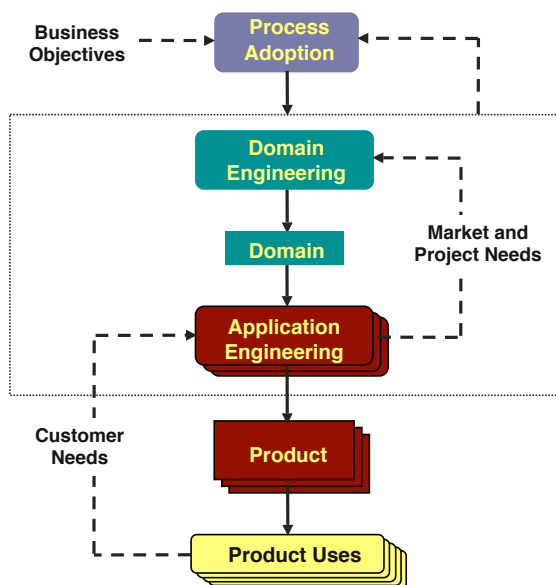 Business
Objectives
Process
Adoption
Domain
Engineering
Market and
Project Needs
Domain
Application
Engineering
Customer
Needs
Product
Product Uses